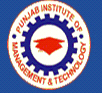 PUNJAB INSTITUTE OF
MANAGEMENT & TECHNOLOGY